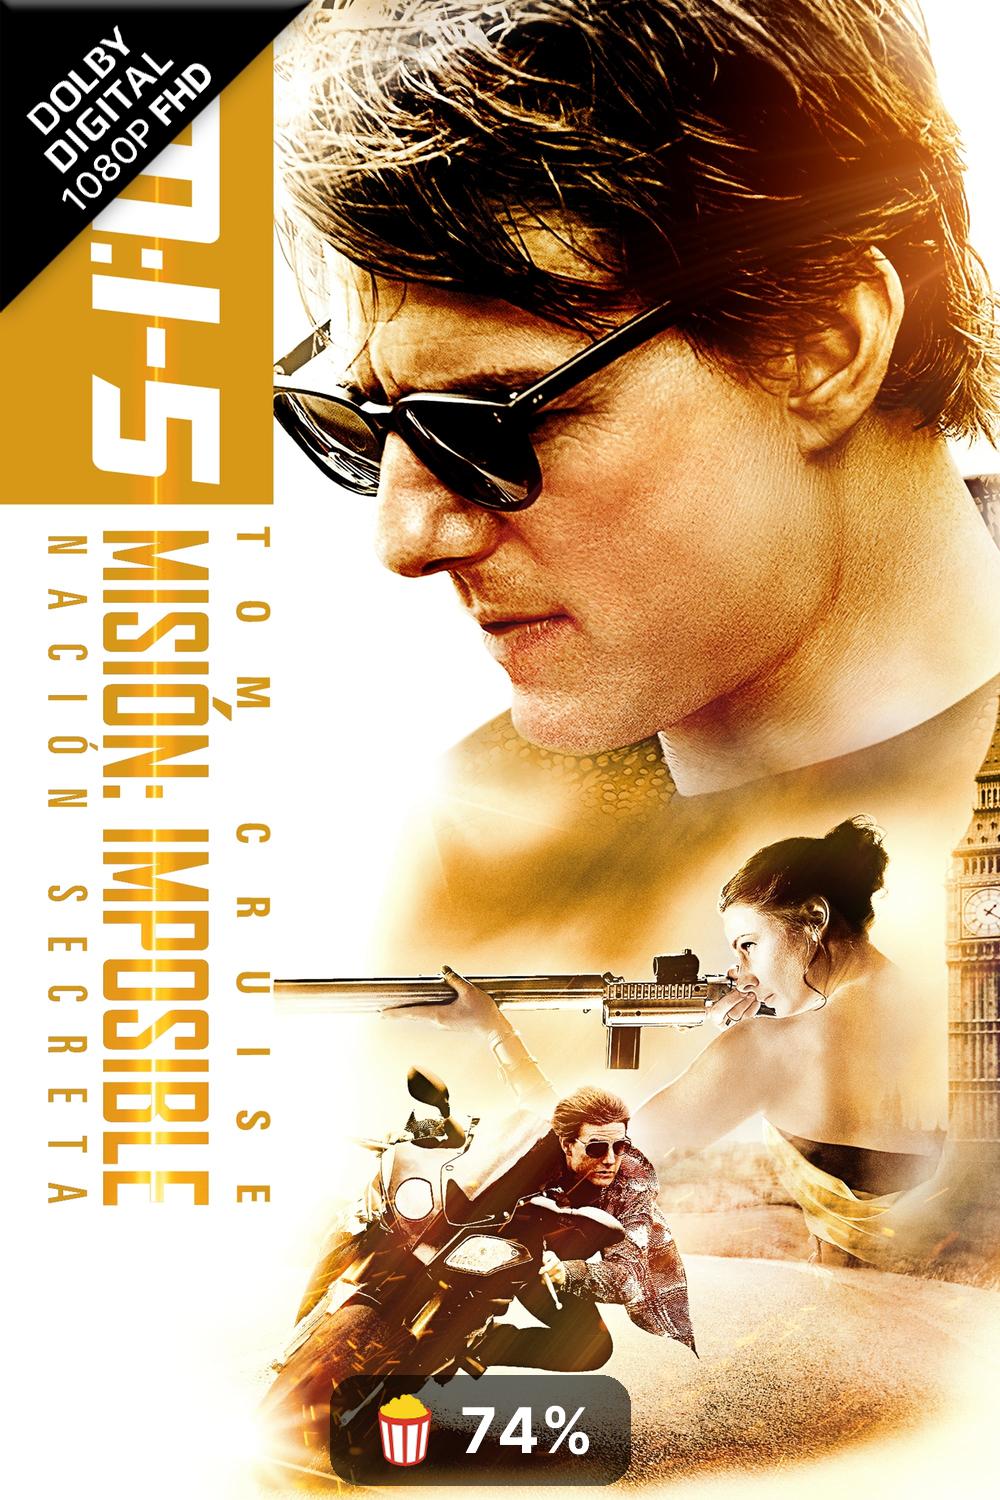 DOLBY
DIGITAL
1080P FHD
m:i-5
TOM CRUISE
MISIÓN: IMPOSIBLE
NACIÓN SECRETA
74%